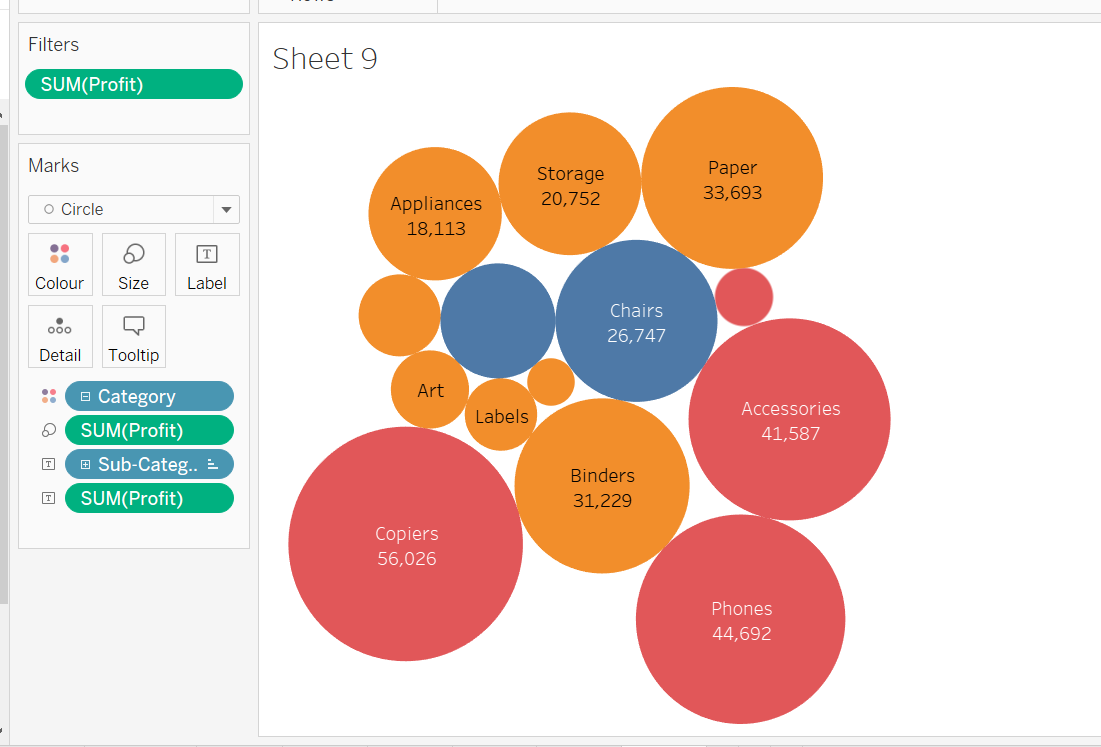 Filters
SUM(Profit)
Marks
Circle
Colour
Size
Label
Detail
Tooltip
Category
SUM(Profit)
Sub-Categ..
SUM(Profit)
Sheet 9
Paper
33,693
Storage
20,752
Appliances
18,113
Chairs
26,747
Art
Labels
Accessories
41,587
Binders
31,229
Copiers
56,026
Phones
44,692